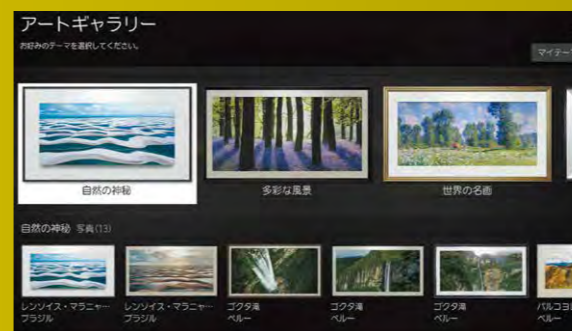 アートギャラリー
お好みのテーマを選択してください。
マイテー
自然の神秘
多彩な風景
世界の名画
自然の神秘 写真(13)
レンソイス・マラニャ…
ブラジル
レンソイス・マラニャ…
ブラジル
ゴクタ滝
ペルー
ゴクタ滝
ペルー
ゴクタ滝
ペルー
パルコヨ
ペルー